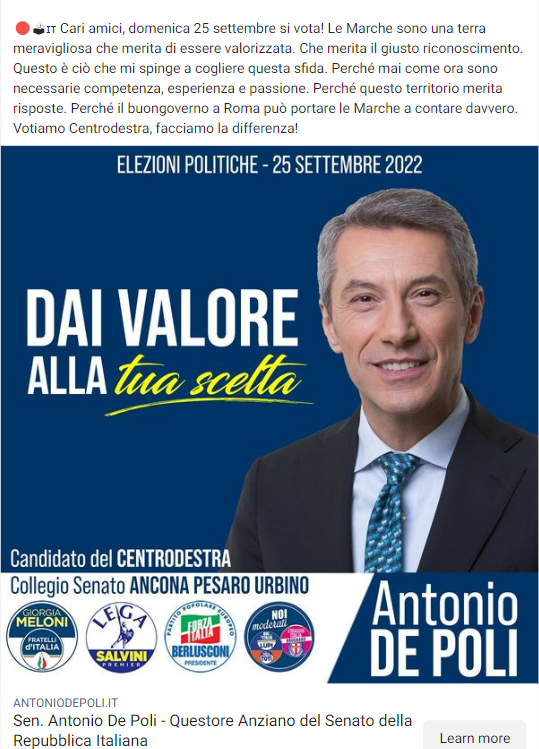 🔴🗳️🇮🇹 Cari amici, domenica 25 settembre si vota! Le Marche sono una terra
meravigliosa che merita di essere valorizzata. Che merita il giusto riconoscimento.
Questo è ciò che mi spinge a cogliere questa sfida. Perché mai come ora sono
necessarie competenza, esperienza e passione. Perché questo territorio merita
risposte. Perché il buongoverno a Roma può portare le Marche a contare davvero.
Votiamo Centrodestra, facciamo la differenza!
ELEZIONI POLITICHE - 25 SETTEMBRE 2022
DAI VALORE
ALLA tua scelta
Candidato del CENTRODESTRA
Collegio Senato ANCONA PESARO URBINO
GIORGIA
MELONI
FRATELLI
d'ITALIA
LEGA
SALVINI
PREMIER
PARTITO POPOLARE EUROPEO
FORZA
ITALIA
BERLUSCONI
PRESIDENTE
NOI
moderati
LUPI
TOTI
BRUGNARO
Antonio
DE POLI
ANTONIODEPOLI.IT
Sen. Antonio De Poli - Questore Anziano del Senato della
Repubblica Italiana
Learn more